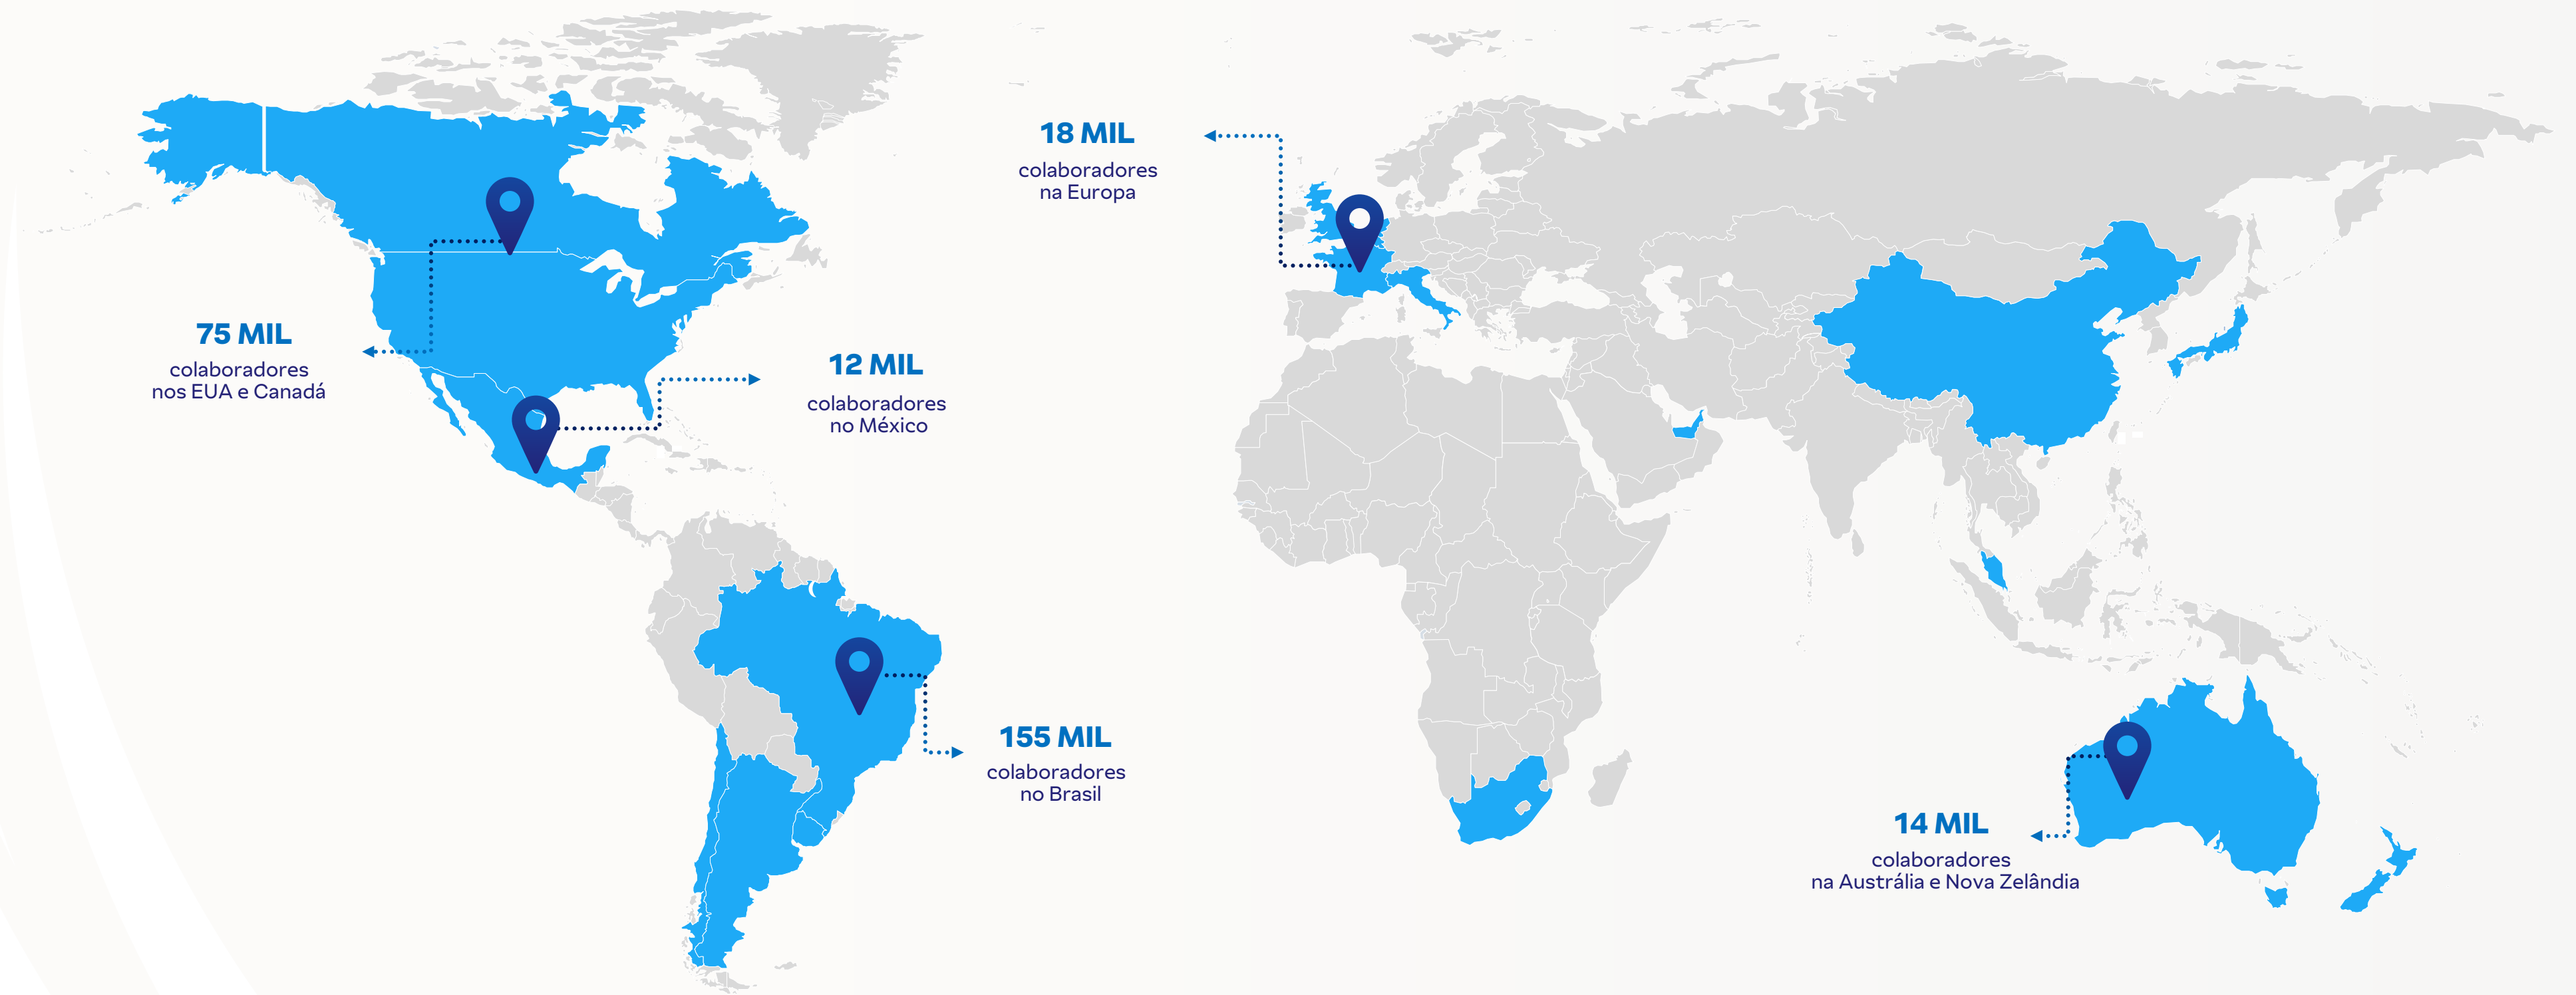 18 MIL
colaboradores
na Europa
75 MIL
colaboradores
nos EUA e Canadá
12 MIL
colaboradores
no México
155 MIL
colaboradores
no Brasil
14 MIL
colaboradores
na Austrália e Nova Zelândia